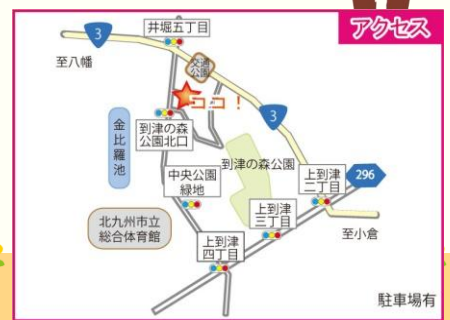 アクセス
井堀五丁目
3
至八幡
交通
公園
ココ！
3
金比羅池
到津の森
公園北口
到津の森公園
中央公園
緑地
上到津
二丁目
296
北九州市立
総合体育館
上到津
三丁目
上到津
四丁目
至小倉
駐車場有